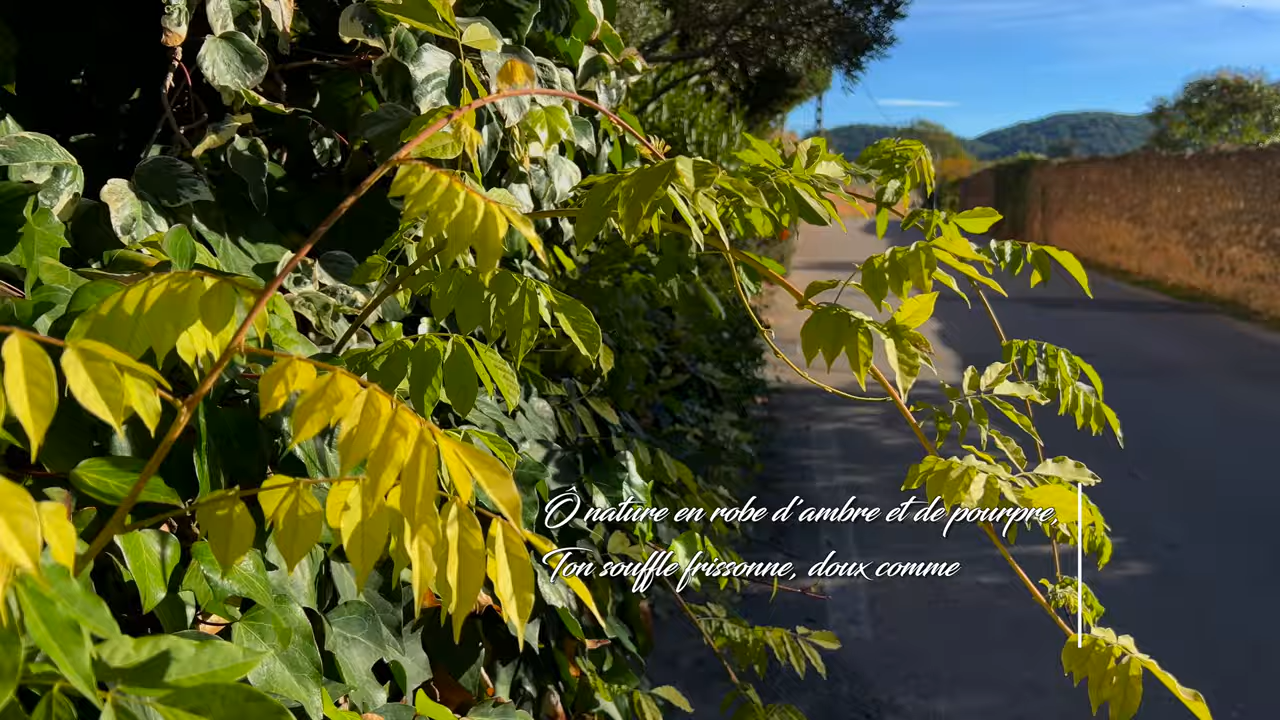 Ô nature en robe d'ambre et de pourpre
Ton souffle frissonne, doux comme